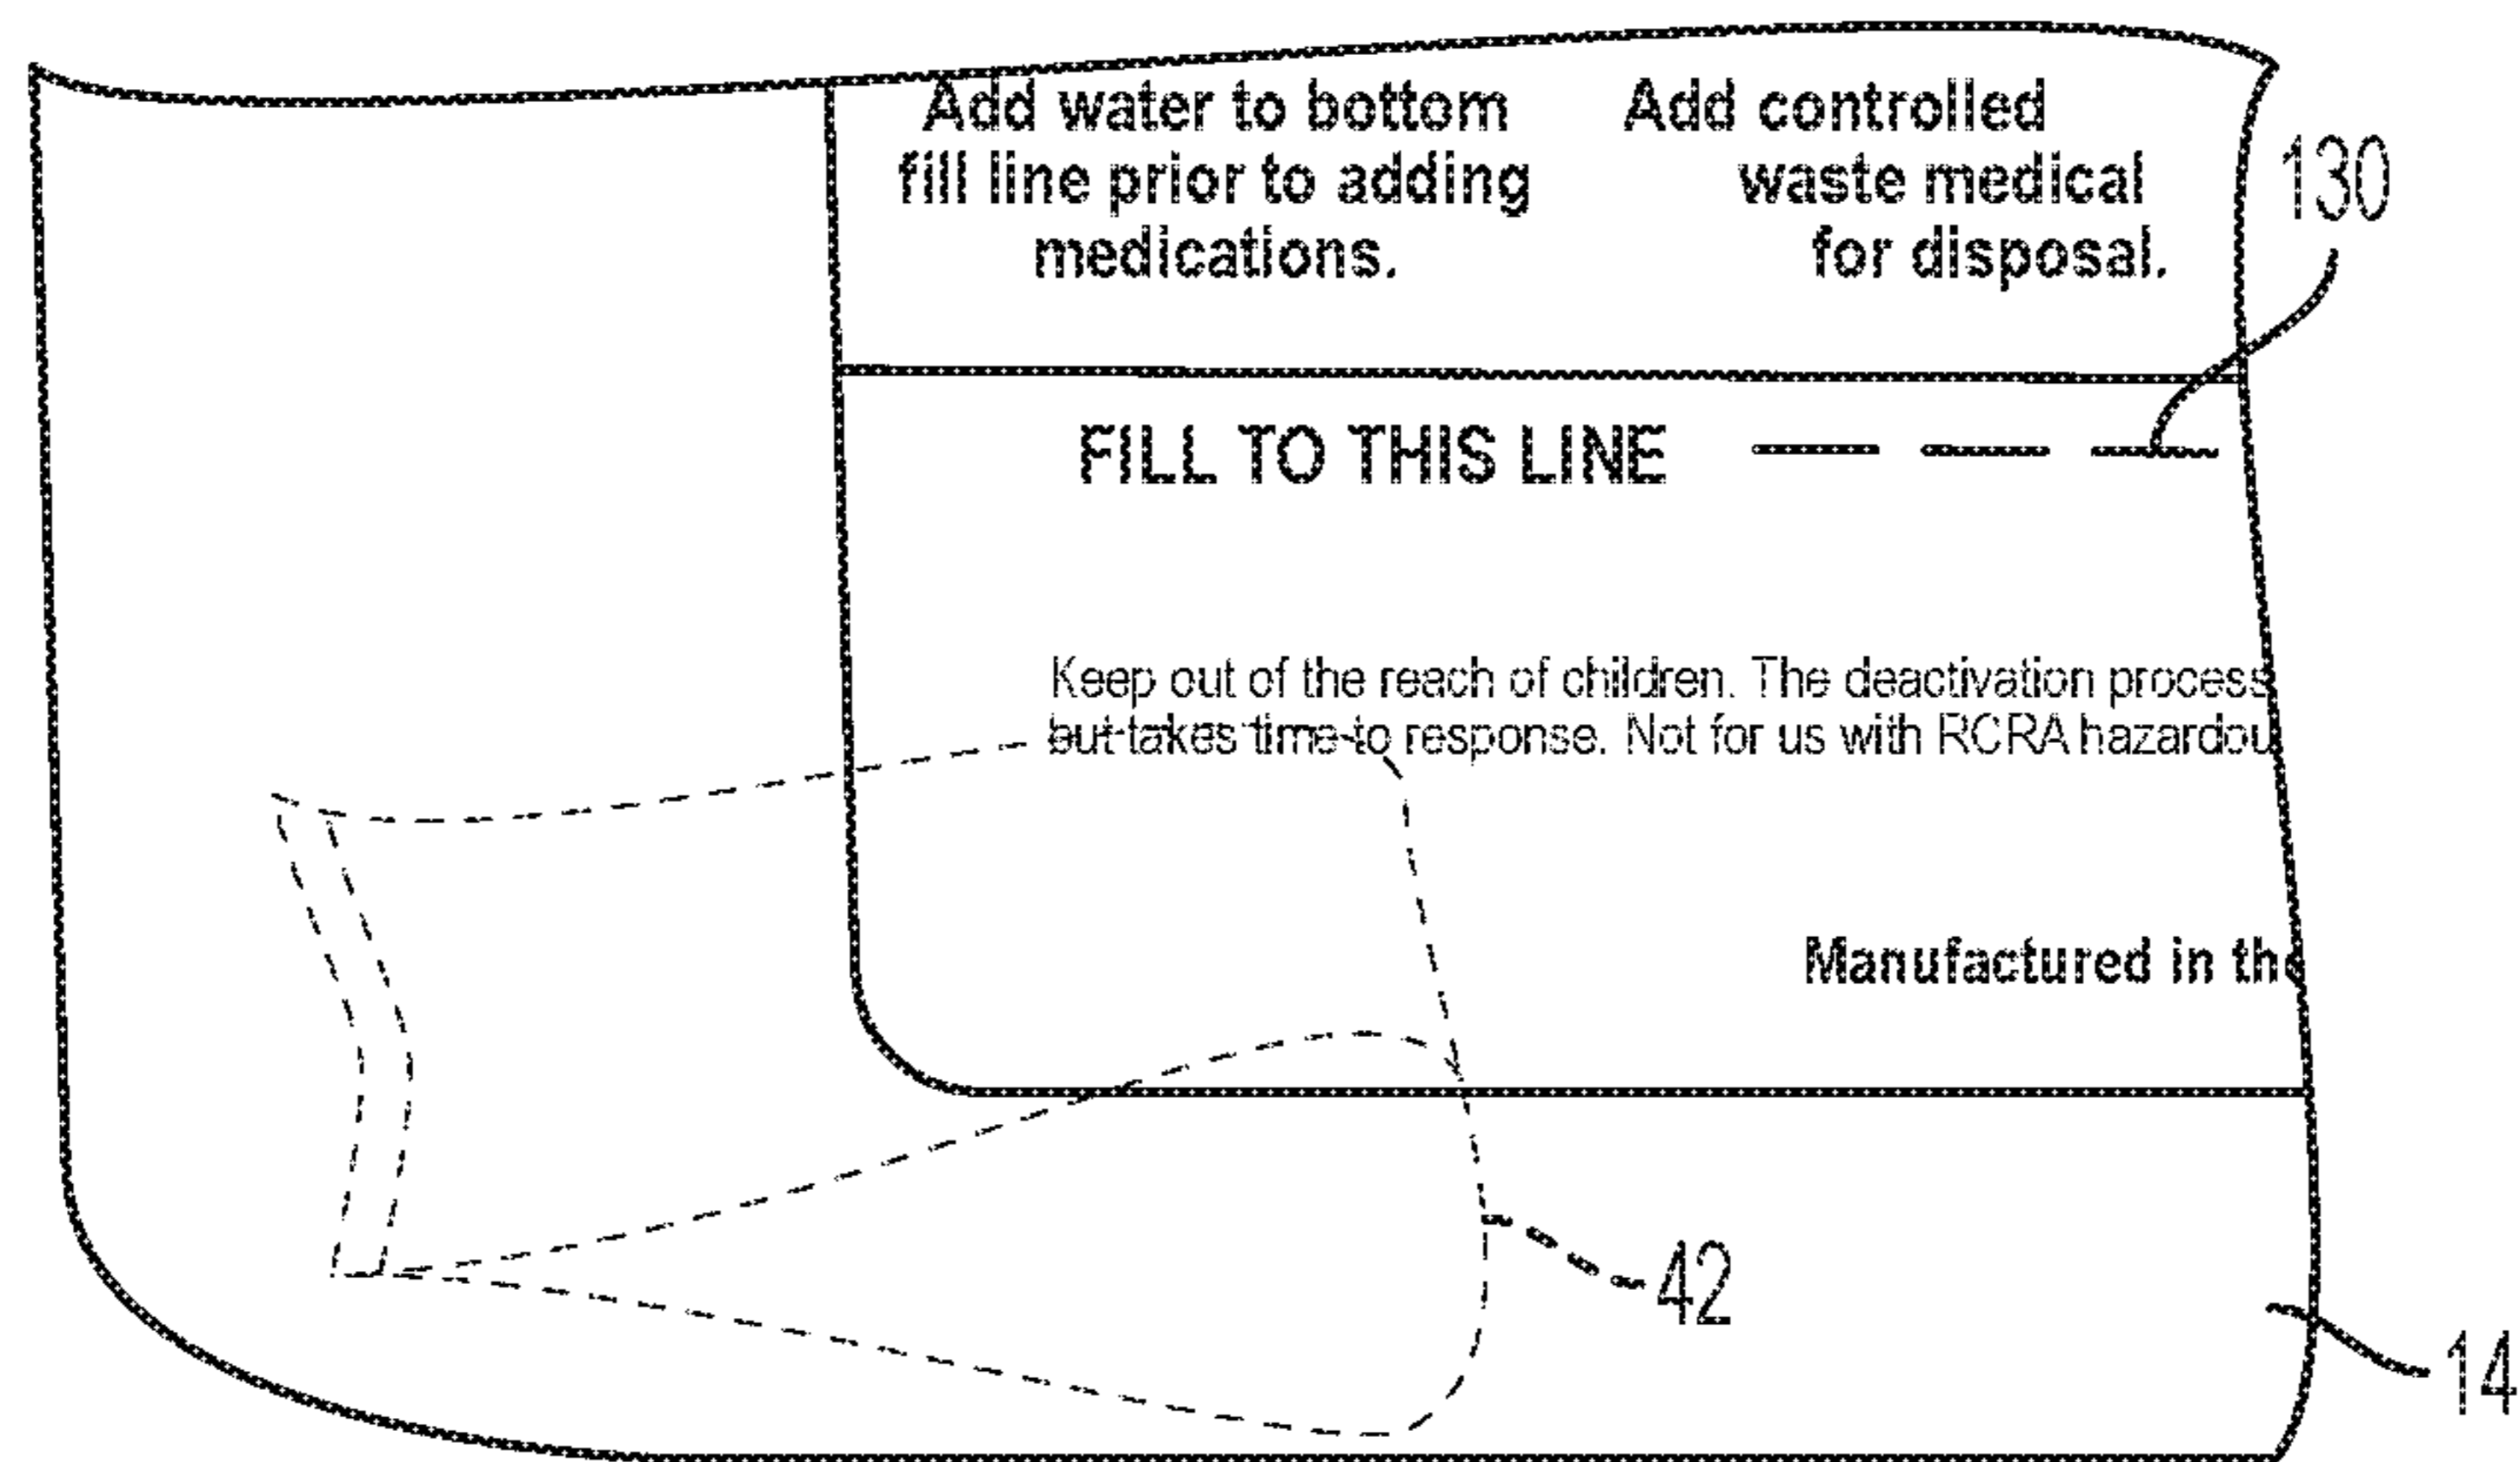 Add water to bottom
fill line prior to adding
medications.
Add controlled
waste medical
for disposal.
130
FILL TO THIS LINE
Keep out of the reach of children. The deactivation process
but takes time to response. Not for us with RCRA hazardou
Manufactured in the
42
14